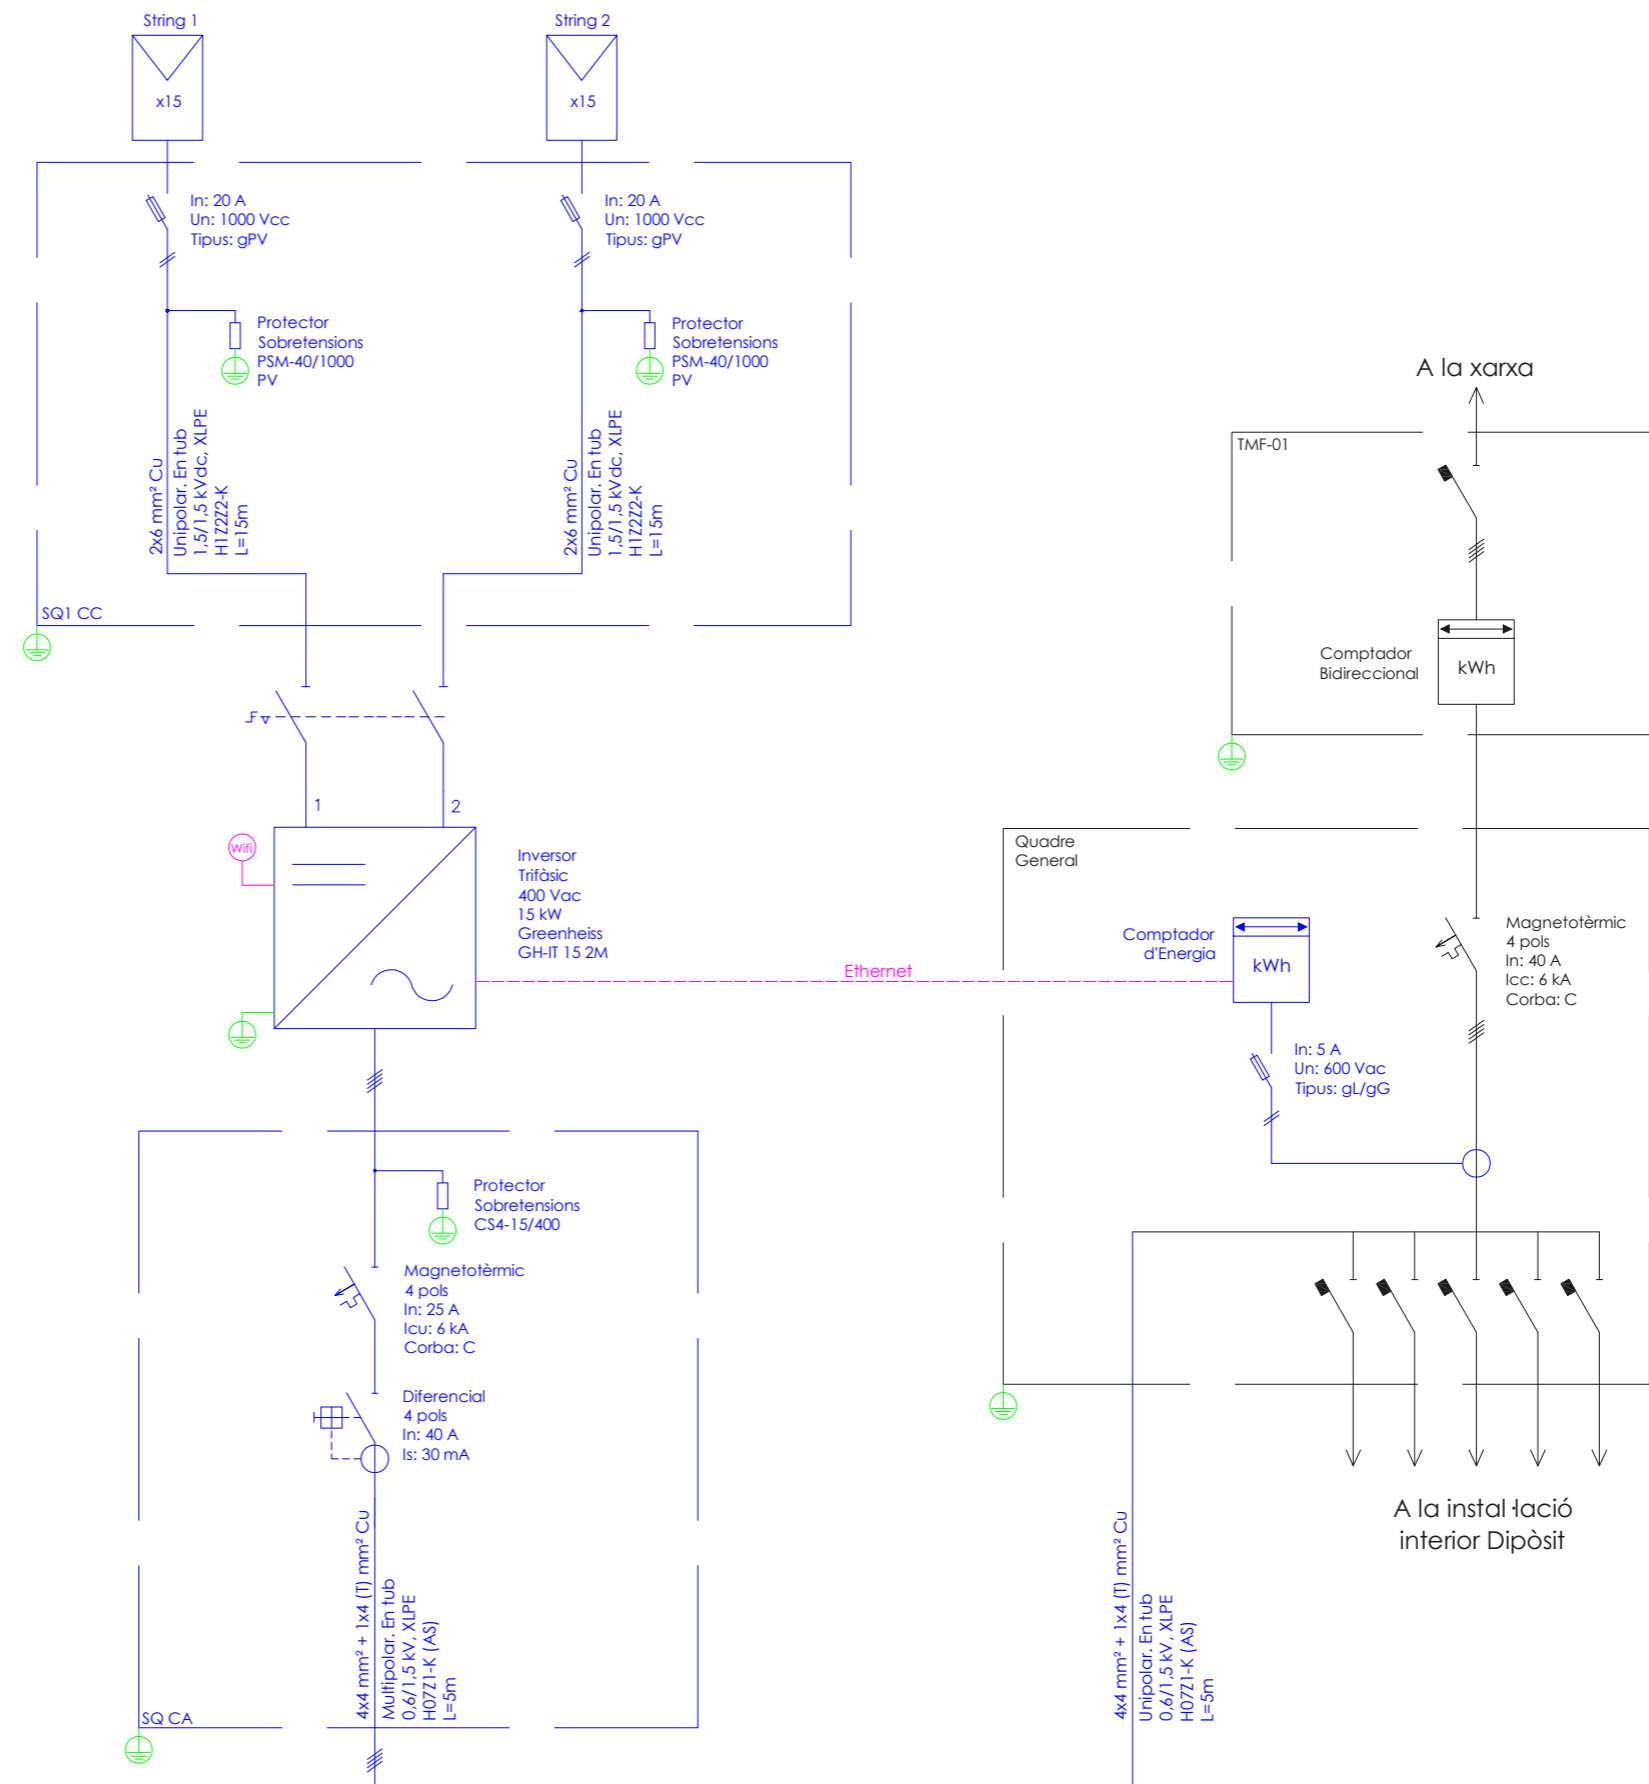 String 1
x15
String 2
x15
In: 20 A
Un: 1000 Vcc
Tipus: gPV
In: 20 A
Un: 1000 Vcc
Tipus: gPV
Protector
Sobretensions
PSM-40/1000
PV
Protector
Sobretensions
PSM-40/1000
PV
2x6 mm² Cu
Unipolar. En tub
1,5/1,5 kVdc, XLPE
H1Z2Z2-K
L=15m
2x6 mm² Cu
Unipolar. En tub
1,5/1,5 kVdc, XLPE
H1Z2Z2-K
L=15m
SQ1 CC
1
2
Wifi
Inversor
Trifàsic
400 Vac
15 kW
Greenheiss
GH-IT 15 2M
Ethernet
Protector
Sobretensions
CS4-15/400
Magnetotèrmic
4 pols
In: 25 A
Icu: 6 kA
Corba: C
Diferencial
4 pols
In: 40 A
Is: 30 mA
4x4 mm² + 1x4 (T) mm² Cu
Multipolar. En tub
0,6/1,5 kV, XLPE
H07Z1-K (AS)
L=5m
SQ CA
A la xarxa
TMF-01
Comptador
Bidireccional
kWh
Quadre
General
Comptador
d'Energia
kWh
Magnetotèrmic
4 pols
In: 40 A
Icc: 6 kA
Corba: C
In: 5 A
Un: 600 Vac
Tipus: gL/gG
4x4 mm² + 1x4 (T) mm² Cu
Unipolar. En tub
0,6/1,5 kV, XLPE
H07Z1-K (AS)
L=5m
A la instal·lació
interior Dipòsit